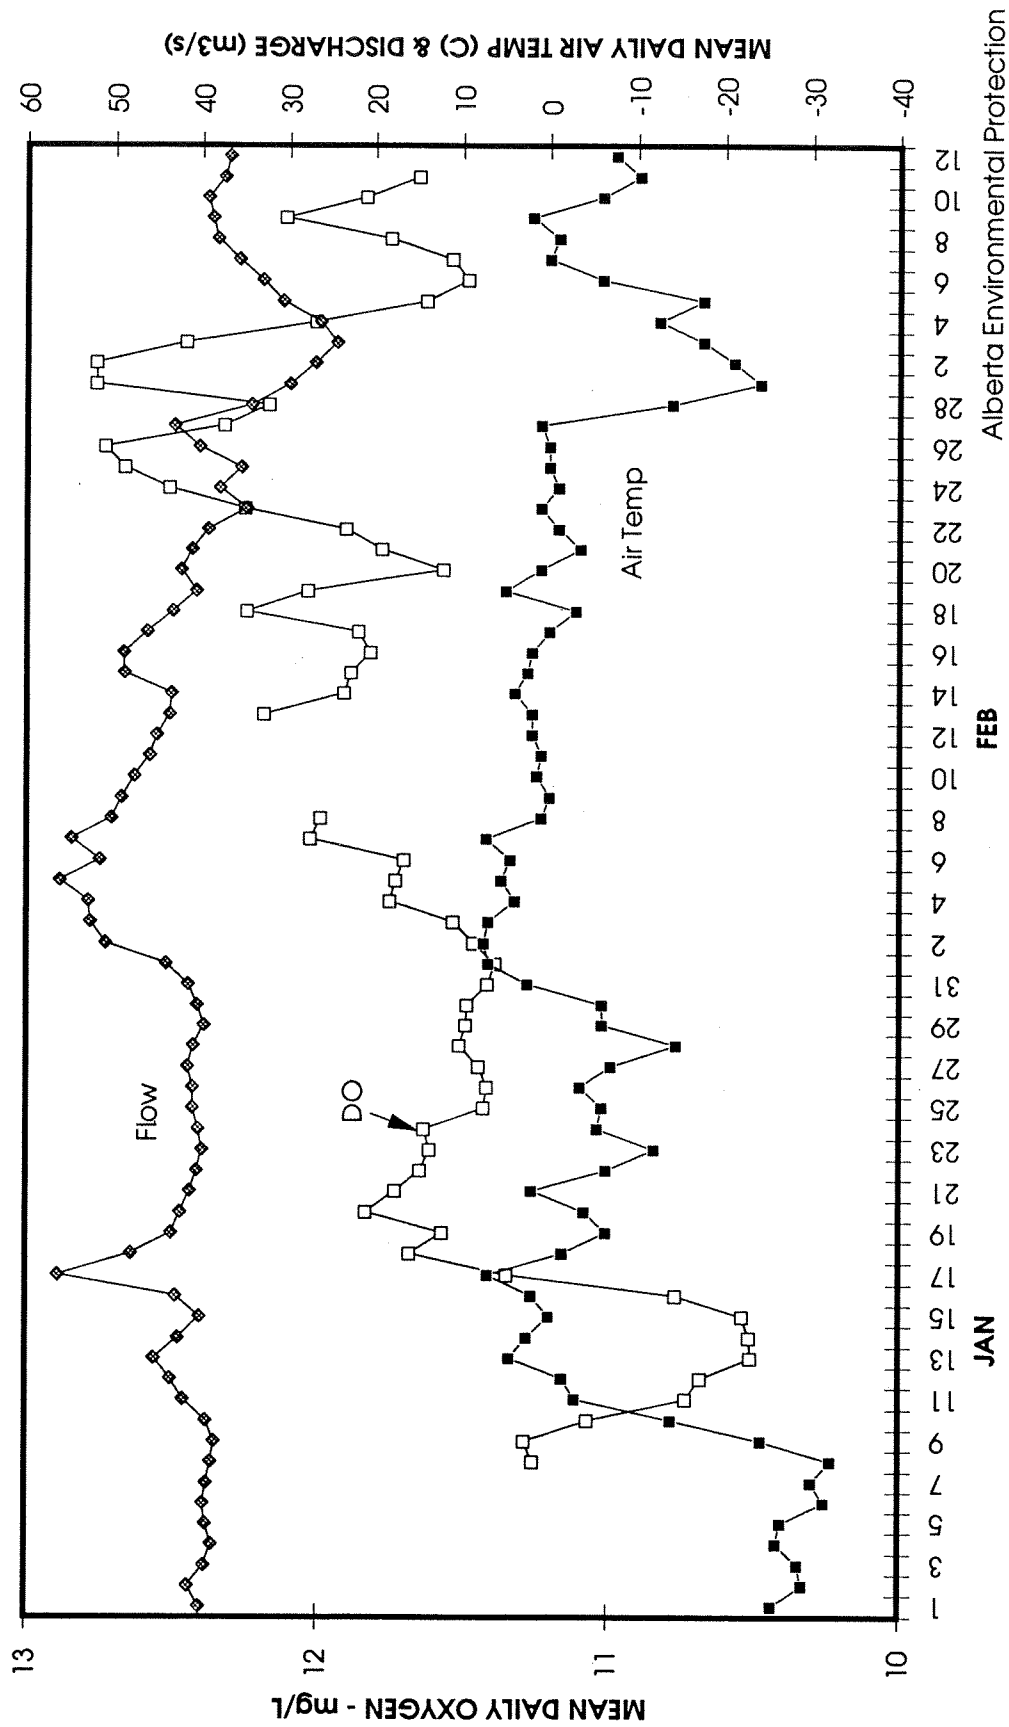 MEAN DAILY OXYGEN - mg/L
13
12
11
10
Flow
DO
Air Temp
MEAN DAILY AIR TEMP (C) & DISCHARGE (m3/s)
60
50
40
30
20
10
0
-10
-20
-30
-40
1 3 5 7 9 11 13 15 17 19 21 23 25 27 29 31 2 4 6 8 10 12 14 16 18 20 22 24 26 28 2 4 6 8 10 12
JAN FEB
Alberta Environmental Protection